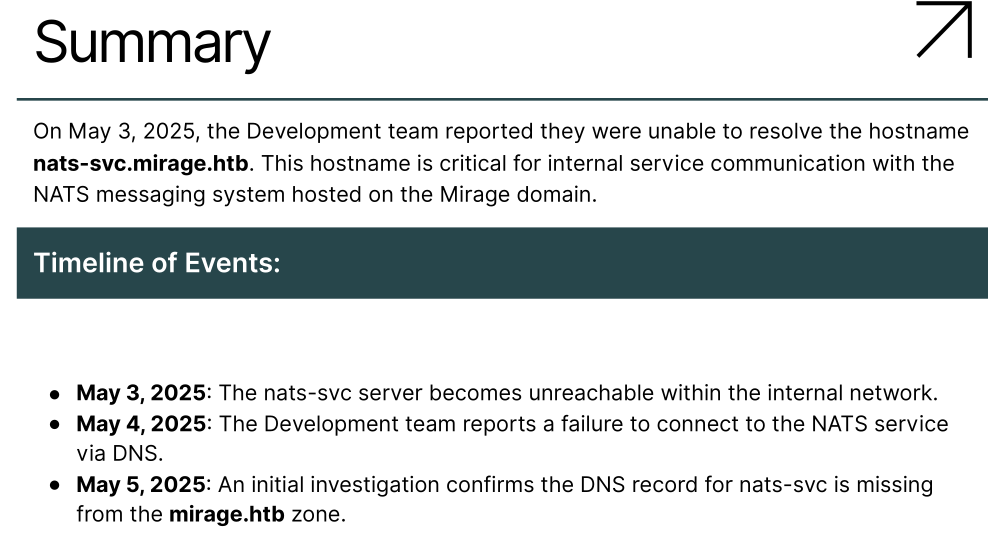 Summary
On May 3, 2025, the Development team reported they were unable to resolve the hostname
nats-svc.mirage.htb. This hostname is critical for internal service communication with the
NATS messaging system hosted on the Mirage domain.
Timeline of Events:
● May 3, 2025: The nats-svc server becomes unreachable within the internal network.
● May 4, 2025: The Development team reports a failure to connect to the NATS service
via DNS.
● May 5, 2025: An initial investigation confirms the DNS record for nats-svc is missing
from the mirage.htb zone.